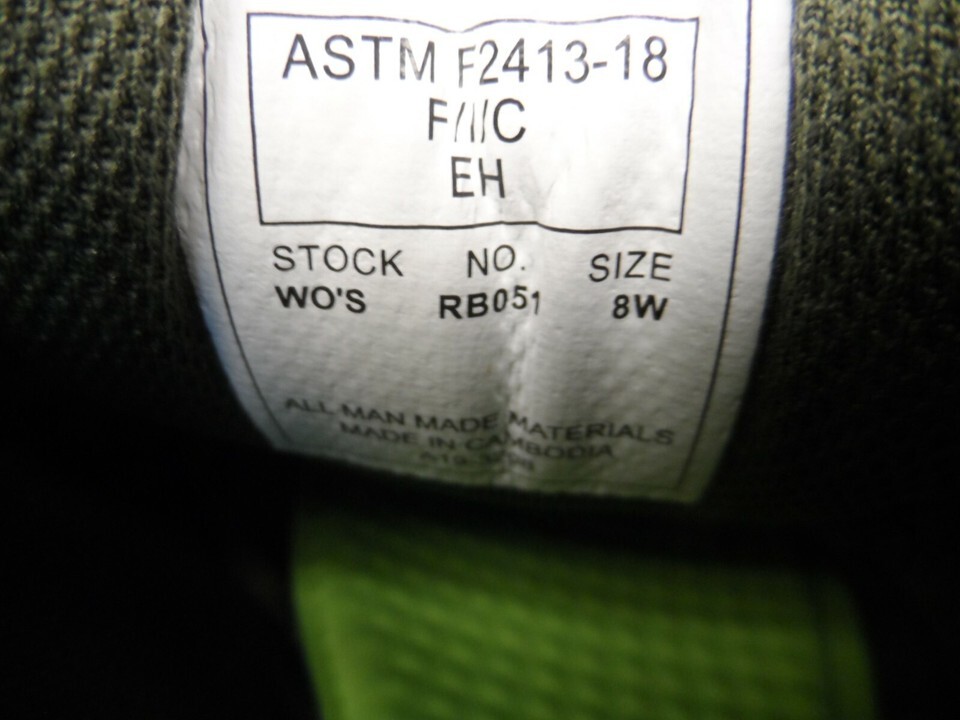 ASTM F2413-18
F/I/C
EH
STOCK NO. SIZE
WO'S RB051 8W
ALL MAN MADE MATERIALS
MADE IN CAMBODIA